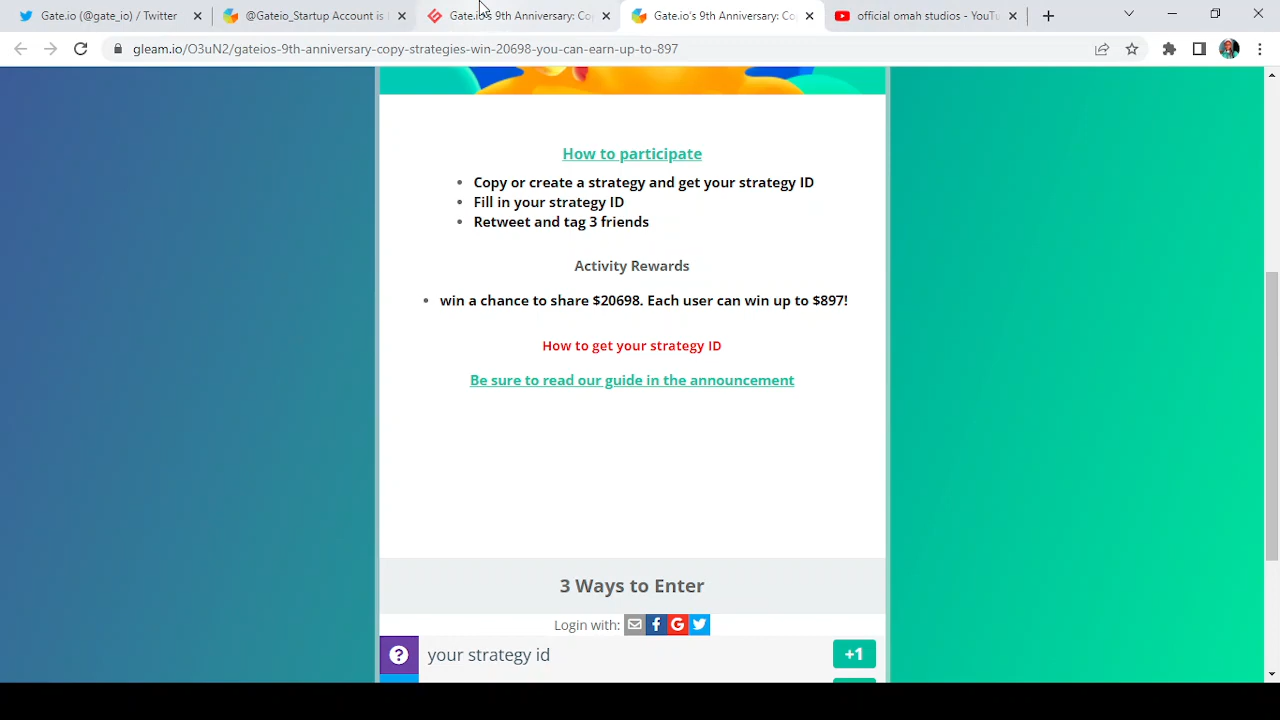 Gate.io (@gate_io) / Twitter
@Gateio_Startup Account is
Gate.io's 9th Anniversary: Co
Gate.io's 9th Anniversary: Co
official omah studios - YouTu
gleam.io/O3uN2/gateios-9th-anniversary-copy-strategies-win-20698-you-can-earn-up-to-897
How to participate
• Copy or create a strategy and get your strategy ID
• Fill in your strategy ID
• Retweet and tag 3 friends
Activity Rewards
• win a chance to share $20698. Each user can win up to $897!
How to get your strategy ID
Be sure to read our guide in the announcement
3 Ways to Enter
Login with:
your strategy id
+1